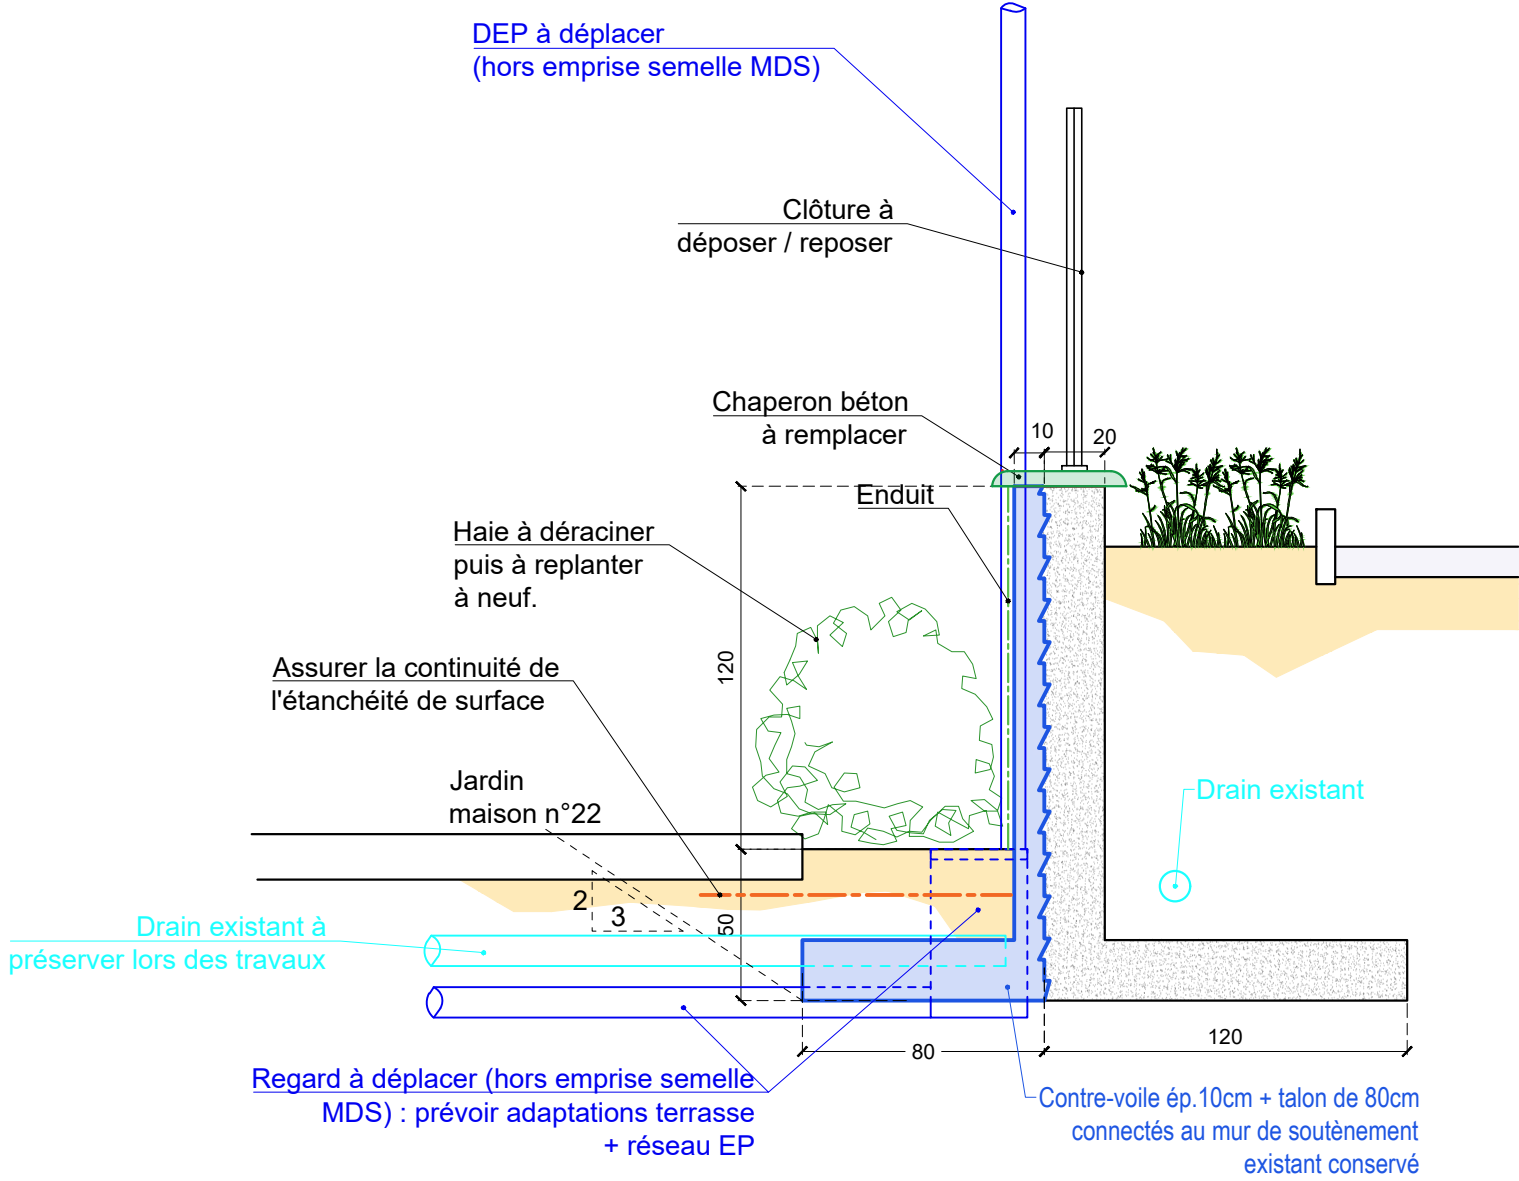 DEP à déplacer
(hors emprise semelle MDS)
Clôture à
déposer / reposer
Chaperon béton
à remplacer
10
20
Enduit
Haie à déraciner
puis à replanter
à neuf.
120
Assurer la continuité de
l'étanchéité de surface
Jardin
maison n°22
Drain existant
2
3
50
Drain existant à
préserver lors des travaux
80
120
Regard à déplacer (hors emprise semelle
MDS) : prévoir adaptations terrasse
+ réseau EP
Contre-voile ép.10cm + talon de 80cm
connectés au mur de soutènement
existant conservé